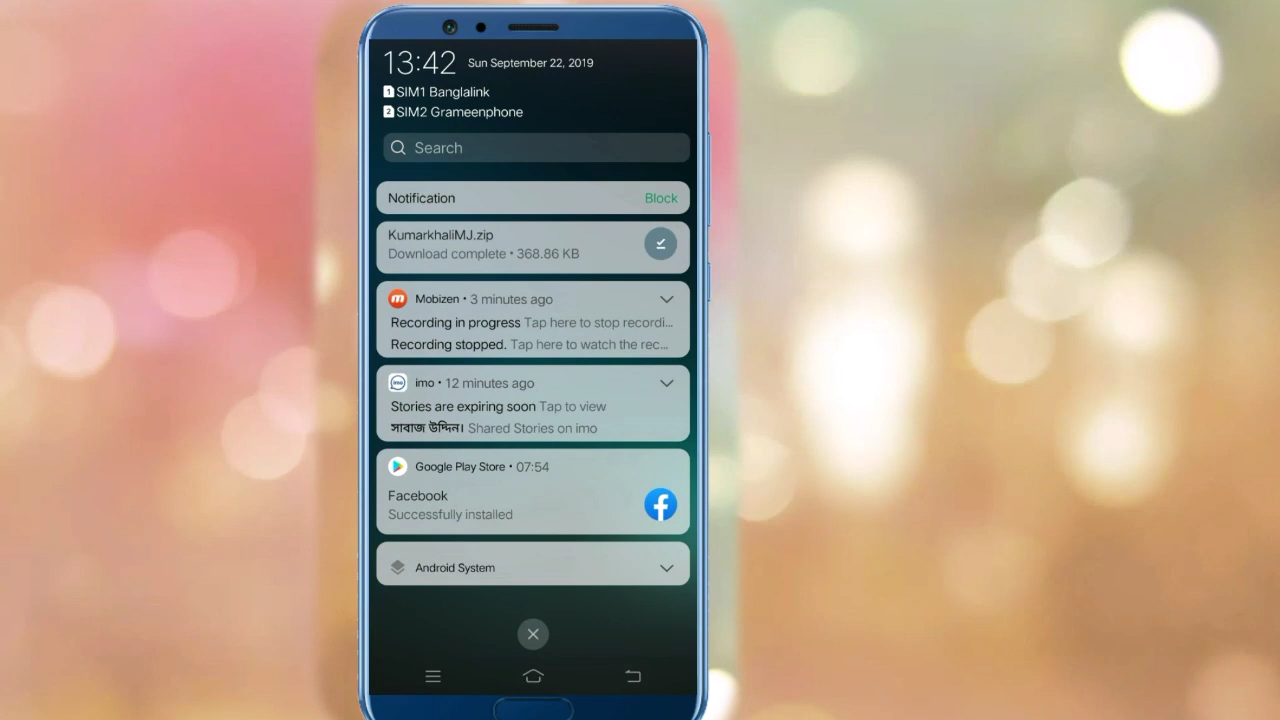 13:42 Sun September 22, 2019
1 SIM1 Banglalink
2 SIM2 Grameenphone
Search
Notification Block
KumarkhaliMJ.zip
Download complete • 368.86 KB
m Mobizen • 3 minutes ago
Recording in progress Tap here to stop recordi...
Recording stopped. Tap here to watch the rec...
imo imo • 12 minutes ago
Stories are expiring soon Tap to view
সাবাজ উদ্দিন। Shared Stories on imo
Google Play Store • 07:54
Facebook
Successfully installed
Android System